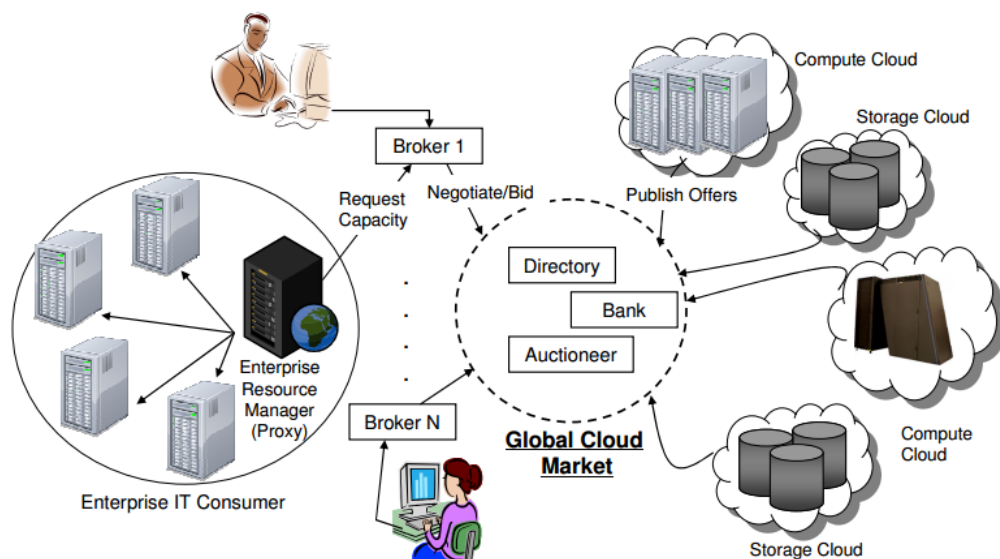 Compute Cloud
Storage Cloud
Broker 1
Request
Capacity
Negotiate/Bid
Publish Offers
Directory
Bank
Auctioneer
Enterprise
Resource
Manager
(Proxy)
Broker N
Global Cloud
Market
Compute
Cloud
Enterprise IT Consumer
Storage Cloud